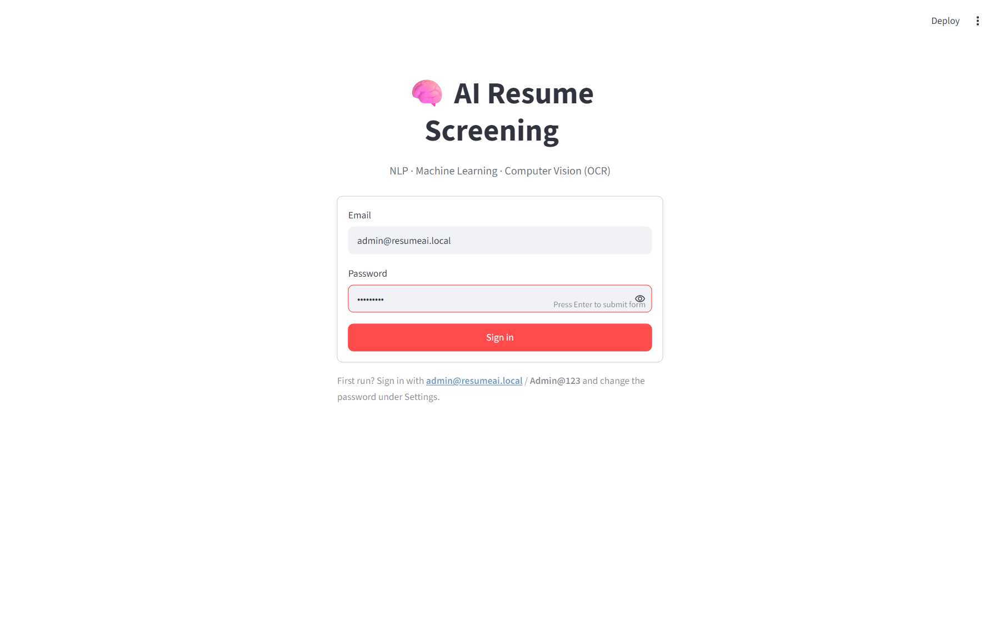 Deploy
AI Resume
Screening
NLP · Machine Learning · Computer Vision (OCR)
Email
admin@resumeai.local
Password
•••••••••
Press Enter to submit form
Sign in
First run? Sign in with admin@resumeai.local / Admin@123 and change the
password under Settings.